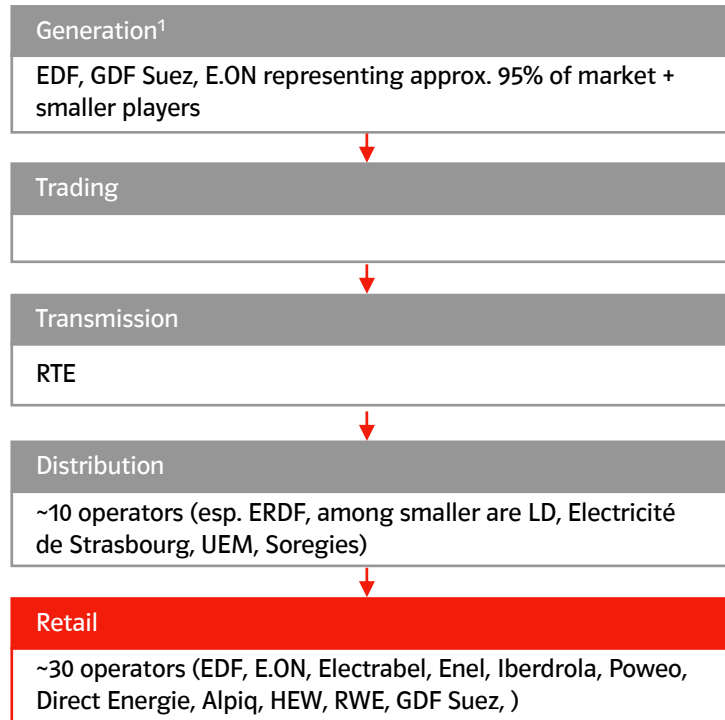 Generation¹
EDF, GDF Suez, E.ON representing approx. 95% of market +
smaller players
Trading
Transmission
RTE
Distribution
~10 operators (esp. ERDF, among smaller are LD, Electricité
de Strasbourg, UEM, Soregies)
Retail
~30 operators (EDF, E.ON, Electrabel, Enel, Iberdrola, Poweo,
Direct Energie, Alpiq, HEW, RWE, GDF Suez, )